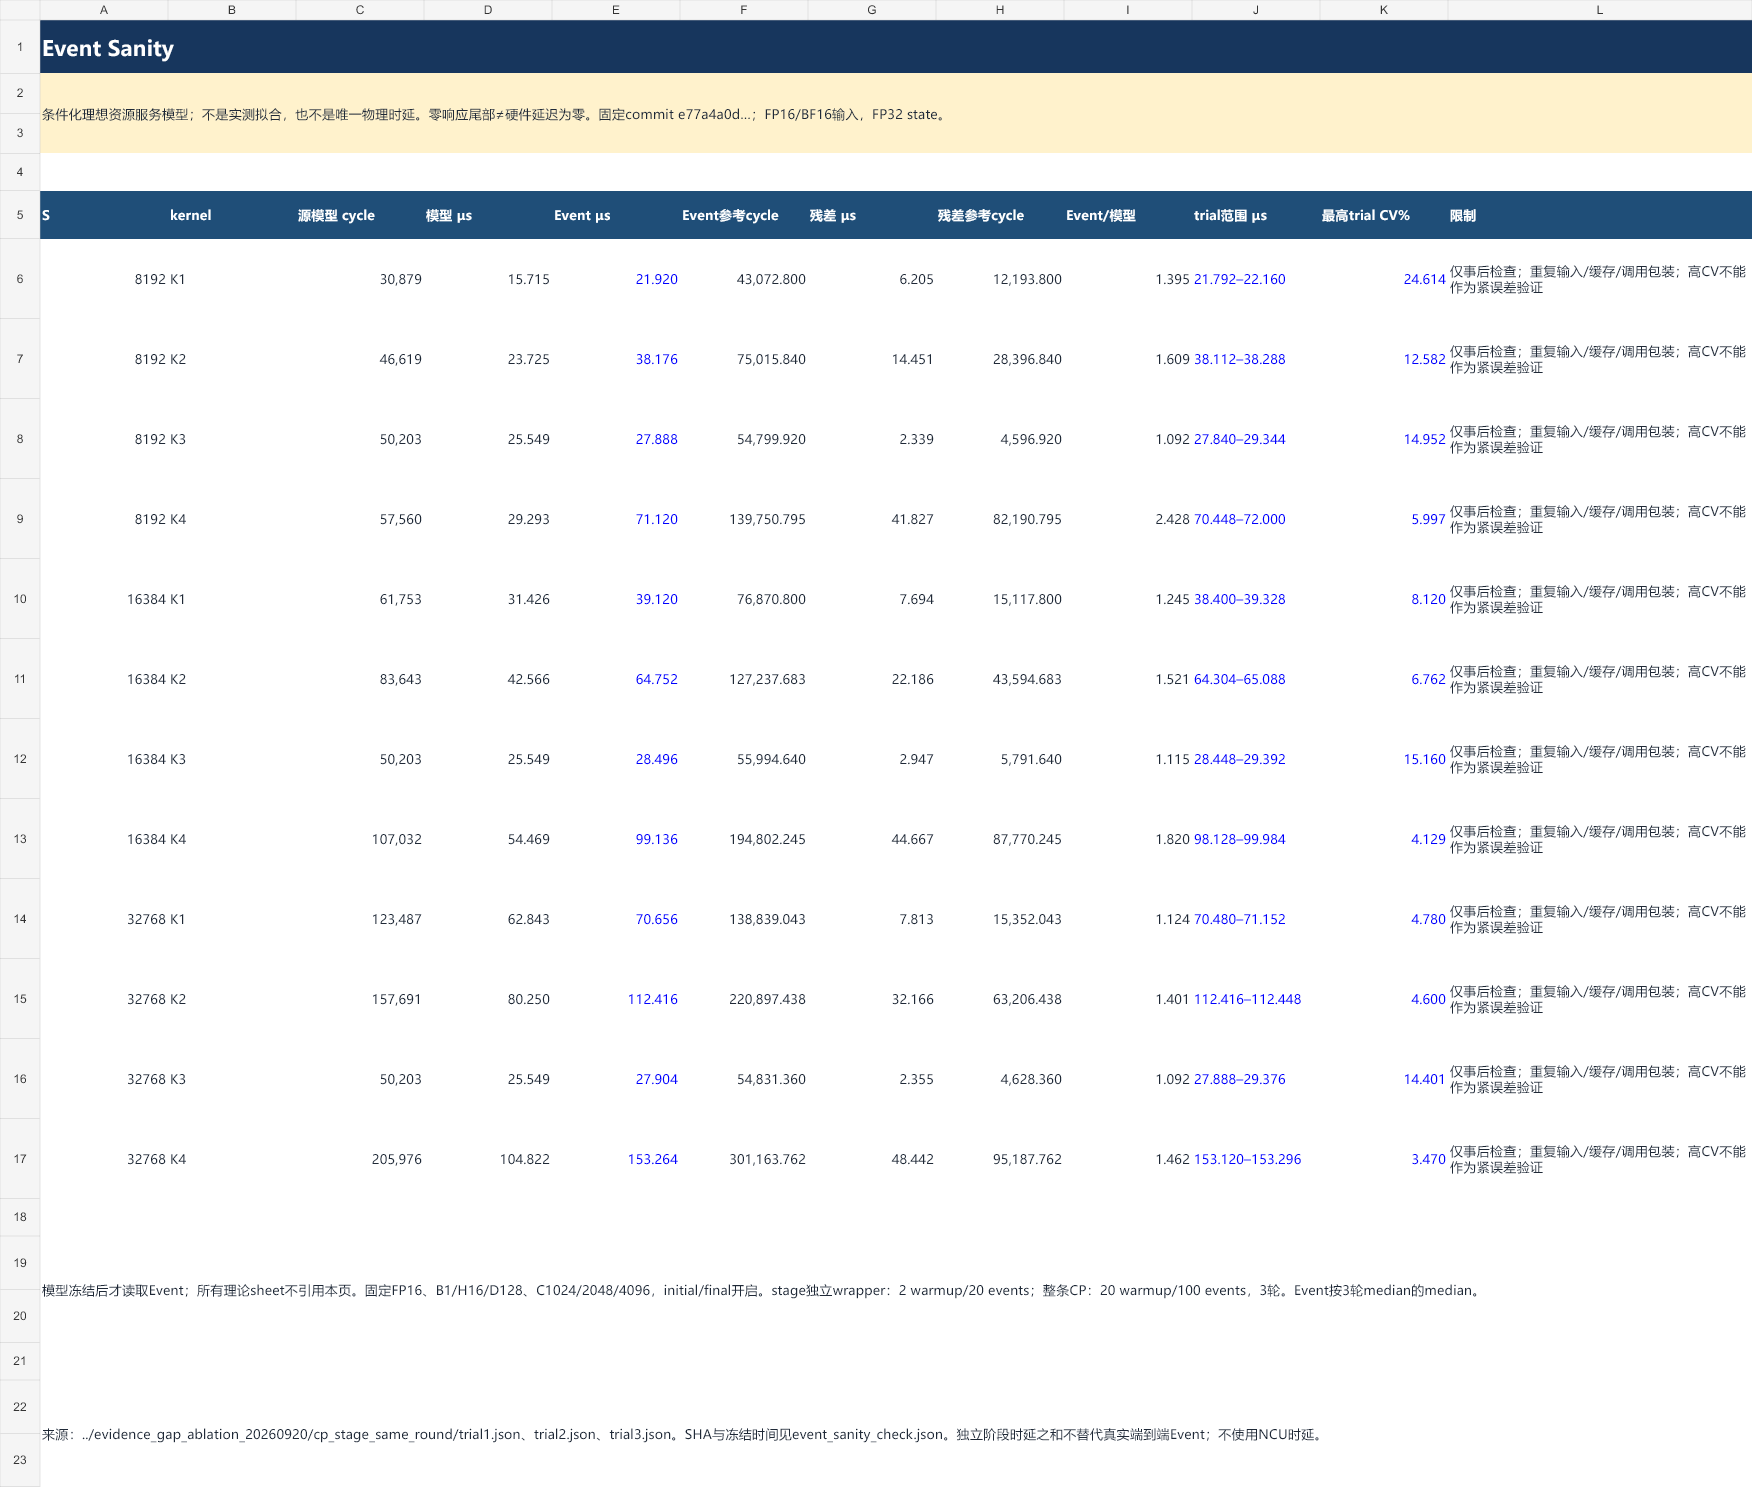 A B C D E F G H I J K L
1 Event Sanity
2
条件化理想资源服务模型；不是实测拟合，也不是唯一物理时延。零响应尾部≠硬件延迟为零。固定commit e77a4a0d...；FP16/BF16输入，FP32 state。
3
4
5 S kernel 源模型 cycle 模型 μs Event μs Event参考cycle 残差 μs 残差参考cycle Event/模型 trial范围 μs 最高trial CV% 限制
6 8192 K1 30,879 15.715 21.920 43,072.800 6.205 12,193.800 1.395 21.792–22.160 24.614 仅事后检查；重复输入/缓存/调用包装；高CV不能
作为紧误差验证
7 8192 K2 46,619 23.725 38.176 75,015.840 14.451 28,396.840 1.609 38.112–38.288 12.582 仅事后检查；重复输入/缓存/调用包装；高CV不能
作为紧误差验证
8 8192 K3 50,203 25.549 27.888 54,799.920 2.339 4,596.920 1.092 27.840–29.344 14.952 仅事后检查；重复输入/缓存/调用包装；高CV不能
作为紧误差验证
9 8192 K4 57,560 29.293 71.120 139,750.795 41.827 82,190.795 2.428 70.448–72.000 5.997 仅事后检查；重复输入/缓存/调用包装；高CV不能
作为紧误差验证
10 16384 K1 61,753 31.426 39.120 76,870.800 7.694 15,117.800 1.245 38.400–39.328 8.120 仅事后检查；重复输入/缓存/调用包装；高CV不能
作为紧误差验证
11 16384 K2 83,643 42.566 64.752 127,237.683 22.186 43,594.683 1.521 64.304–65.088 6.762 仅事后检查；重复输入/缓存/调用包装；高CV不能
作为紧误差验证
12 16384 K3 50,203 25.549 28.496 55,994.640 2.947 5,791.640 1.115 28.448–29.392 15.160 仅事后检查；重复输入/缓存/调用包装；高CV不能
作为紧误差验证
13 16384 K4 107,032 54.469 99.136 194,802.245 44.667 87,770.245 1.820 98.128–99.984 4.129 仅事后检查；重复输入/缓存/调用包装；高CV不能
作为紧误差验证
14 32768 K1 123,487 62.843 70.656 138,839.043 7.813 15,352.043 1.124 70.480–71.152 4.780 仅事后检查；重复输入/缓存/调用包装；高CV不能
作为紧误差验证
15 32768 K2 157,691 80.250 112.416 220,897.438 32.166 63,206.438 1.401 112.416–112.448 4.600 仅事后检查；重复输入/缓存/调用包装；高CV不能
作为紧误差验证
16 32768 K3 50,203 25.549 27.904 54,831.360 2.355 4,628.360 1.092 27.888–29.376 14.401 仅事后检查；重复输入/缓存/调用包装；高CV不能
作为紧误差验证
17 32768 K4 205,976 104.822 153.264 301,163.762 48.442 95,187.762 1.462 153.120–153.296 3.470 仅事后检查；重复输入/缓存/调用包装；高CV不能
作为紧误差验证
18
19
模型冻结后才读取Event；所有理论sheet不引用本页。固定FP16、B1/H16/D128、C1024/2048/4096，initial/final开启。stage独立wrapper：2 warmup/20 events；整条CP：20 warmup/100 events，3轮。Event按3轮median的median。
20
21
22
来源：../evidence_gap_ablation_20260920/cp_stage_same_round/trial1.json、trial2.json、trial3.json。SHA与冻结时间见event_sanity_check.json。独立阶段时延之和不替代真实端到端Event；不使用NCU时延。
23